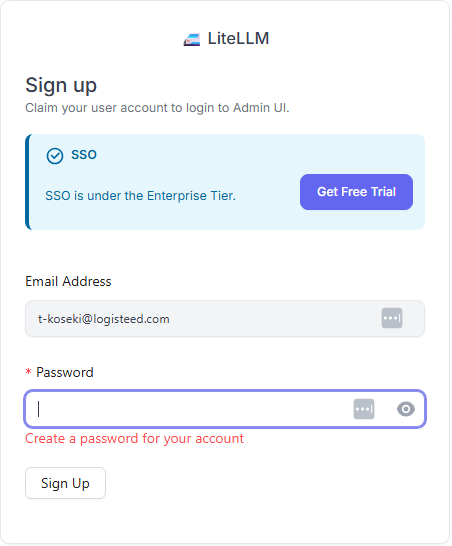 🚅 LiteLLM
Sign up
Claim your user account to login to Admin UI.
SSO
SSO is under the Enterprise Tier.
Get Free Trial
Email Address
t-koseki@logisteed.com
* Password
Create a password for your account
Sign Up